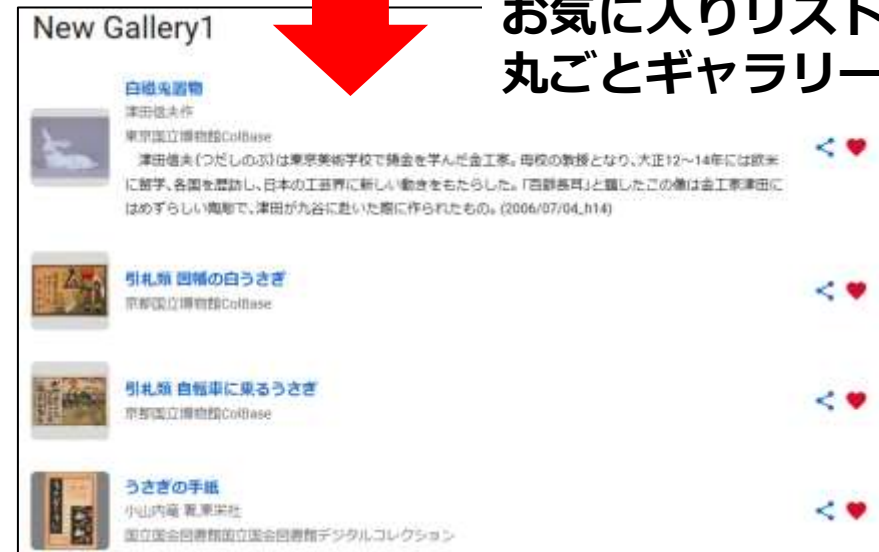 お気に入りリスト
丸ごとギャラリー
New Gallery1
白磁兎置物
津田信夫作
東京国立博物館ColBase
津田信夫(つだしのぶ)は東京美術学校で鋳金を学んだ金工家。母校の教授となり、大正12～14年には欧米
に留学、各国を歴訪し、日本の工芸界に新しい動きをもたらした。「百齢長耳」と題したこの像は金工家津田に
はめずらしい陶彫で、津田が九谷に赴いた際に作られたもの。(2006/07/04_h14)
引札類 因幡の白うさぎ
京都国立博物館ColBase
引札類 自転車に乗るうさぎ
京都国立博物館ColBase
うさぎの手紙
小山内薫 著,東栄社
国立国会図書館国立国会図書館デジタルコレクション